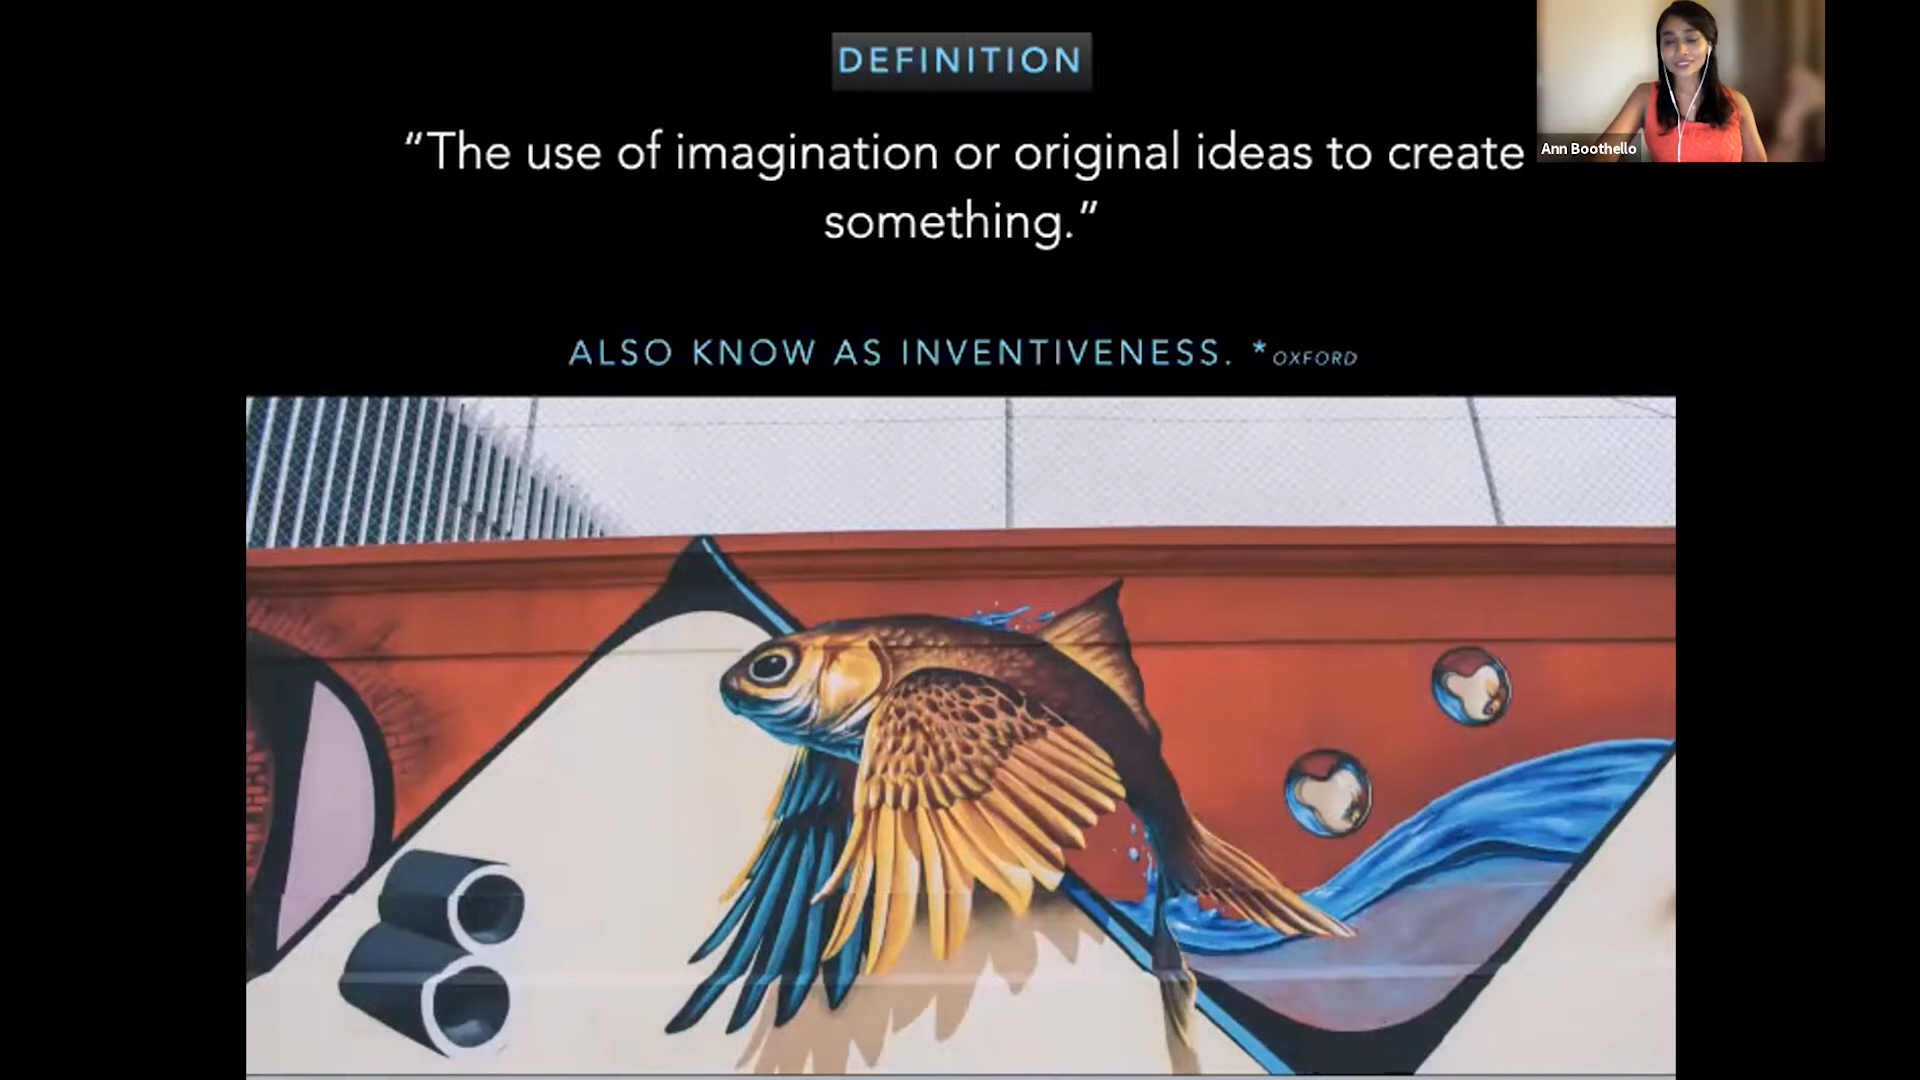 DEFINITION
“The use of imagination or original ideas to create
something.”
ALSO KNOW AS INVENTIVENESS. *OXFORD
Ann Boothello